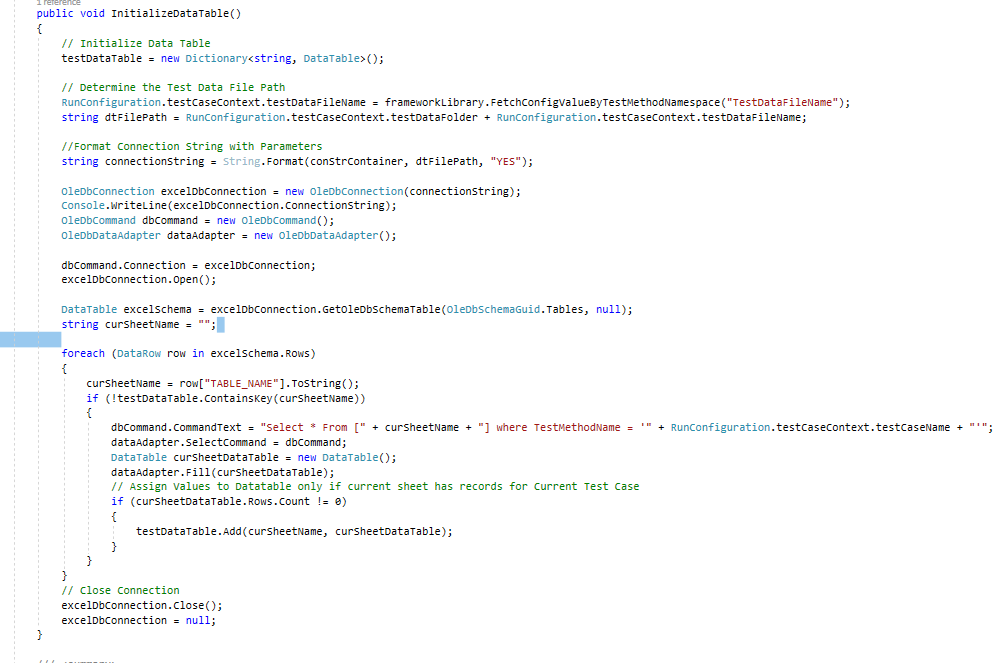 1 reference
public void InitializeDataTable()
{
// Initialize Data Table
testDataTable = new Dictionary<string, DataTable>();
// Determine the Test Data File Path
RunConfiguration.testCaseContext.testDataFileName = frameworkLibrary.FetchConfigValueByTestMethodNamespace("TestDataFileName");
string dtFilePath = RunConfiguration.testCaseContext.testDataFolder + RunConfiguration.testCaseContext.testDataFileName;
//Format Connection String with Parameters
string connectionString = String.Format(conStrContainer, dtFilePath, "YES");
OleDbConnection excelDbConnection = new OleDbConnection(connectionString);
Console.WriteLine(excelDbConnection.ConnectionString);
OleDbCommand dbCommand = new OleDbCommand();
OleDbDataAdapter dataAdapter = new OleDbDataAdapter();
dbCommand.Connection = excelDbConnection;
excelDbConnection.Open();
DataTable excelSchema = excelDbConnection.GetOleDbSchemaTable(OleDbSchemaGuid.Tables, null);
string curSheetName = "";
foreach (DataRow row in excelSchema.Rows)
{
curSheetName = row["TABLE_NAME"].ToString();
if (!testDataTable.ContainsKey(curSheetName))
{
dbCommand.CommandText = "Select * From [" + curSheetName + "] where TestMethodName = '" + RunConfiguration.testCaseContext.testCaseName + "'";
dataAdapter.SelectCommand = dbCommand;
DataTable curSheetDataTable = new DataTable();
dataAdapter.Fill(curSheetDataTable);
// Assign Values to Datatable only if current sheet has records for Current Test Case
if (curSheetDataTable.Rows.Count != 0)
{
testDataTable.Add(curSheetName, curSheetDataTable);
}
}
}
// Close Connection
excelDbConnection.Close();
excelDbConnection = null;
}